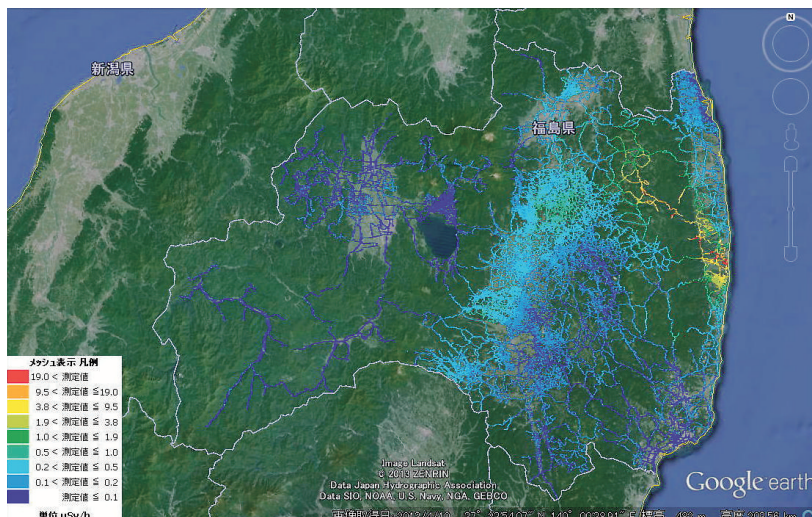 新潟県
福島県
N
メッシュ表示 凡例
19.0 < 測定値
9.5 < 測定値 ≦19.0
3.8 < 測定値 ≦ 9.5
1.9 < 測定値 ≦ 3.8
1.0 < 測定値 ≦ 1.9
0.5 < 測定値 ≦ 1.0
0.2 < 測定値 ≦ 0.5
0.1 < 測定値 ≦ 0.2
測定値 ≦ 0.1
単位 μSv/h
Image Landsat
© 2013 ZENRIN
Data Japan Hydrographic Association
Data SIO, NOAA, U.S. Navy, NGA, GEBCO
Google earth